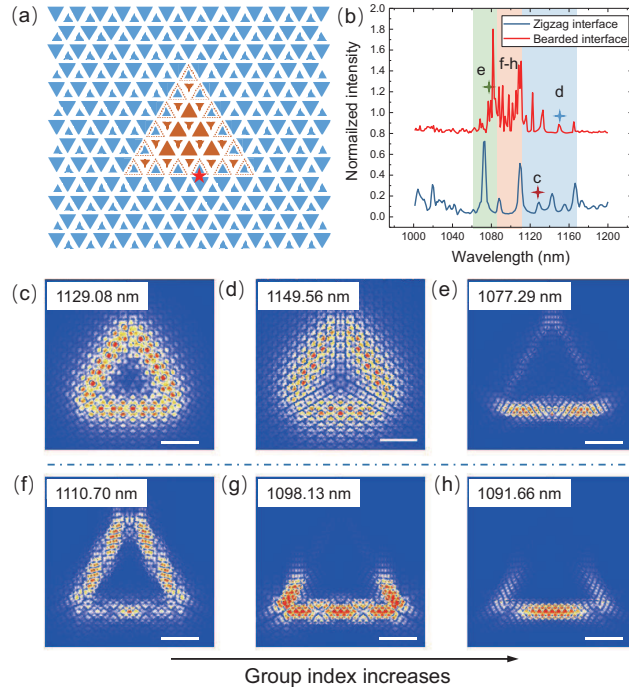 (a)
(b)
Normalized intensity
2.0
1.8
1.6
1.4
1.2
1.0
0.8
0.6
0.4
0.2
0.0
Zigzag interface
Bearded interface
e
f-h
d
c
1000 1040 1080 1120 1160 1200
Wavelength (nm)
(c)
1129.08 nm
(d)
1149.56 nm
(e)
1077.29 nm
(f)
1110.70 nm
(g)
1098.13 nm
(h)
1091.66 nm
Group index increases